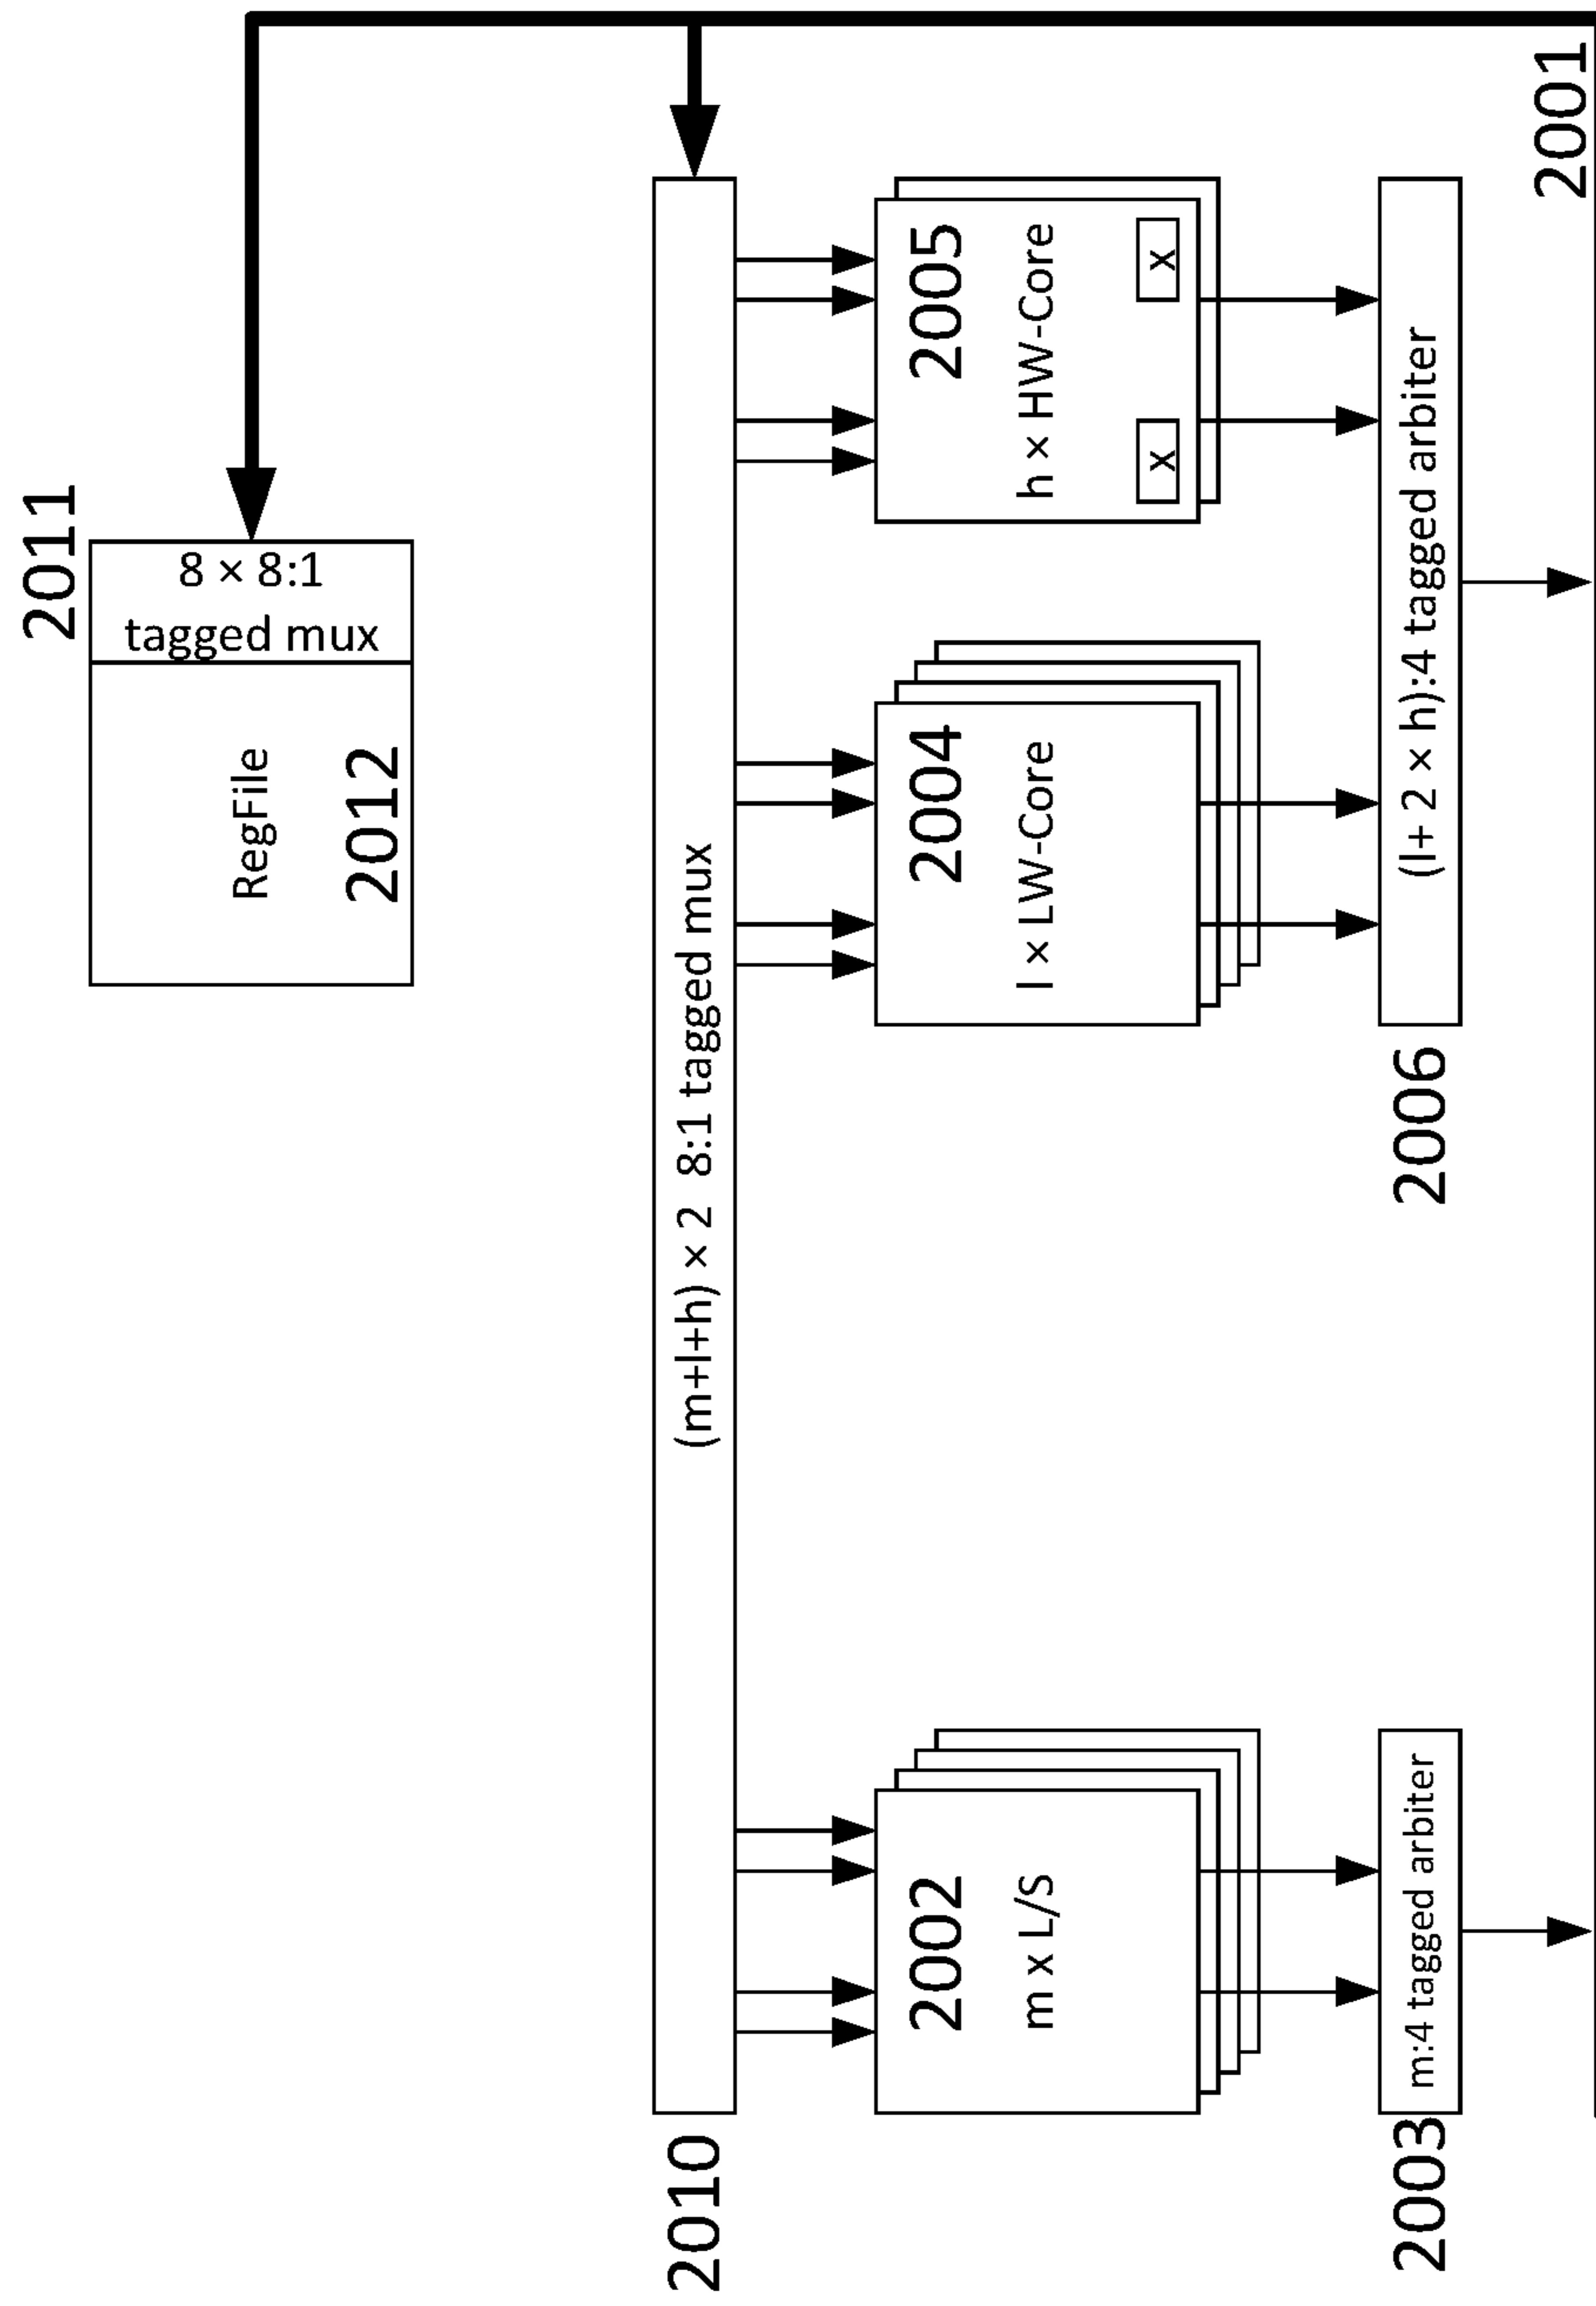 2011
8 × 8:1
tagged mux
RegFile
2012
2010
(m+l+h) × 2 8:1 tagged mux
2002
m x L/S
2004
l × LW-Core
2005
h × HW-Core
x
x
2003
m:4 tagged arbiter
2006
(l+ 2 × h):4 tagged arbiter
2001